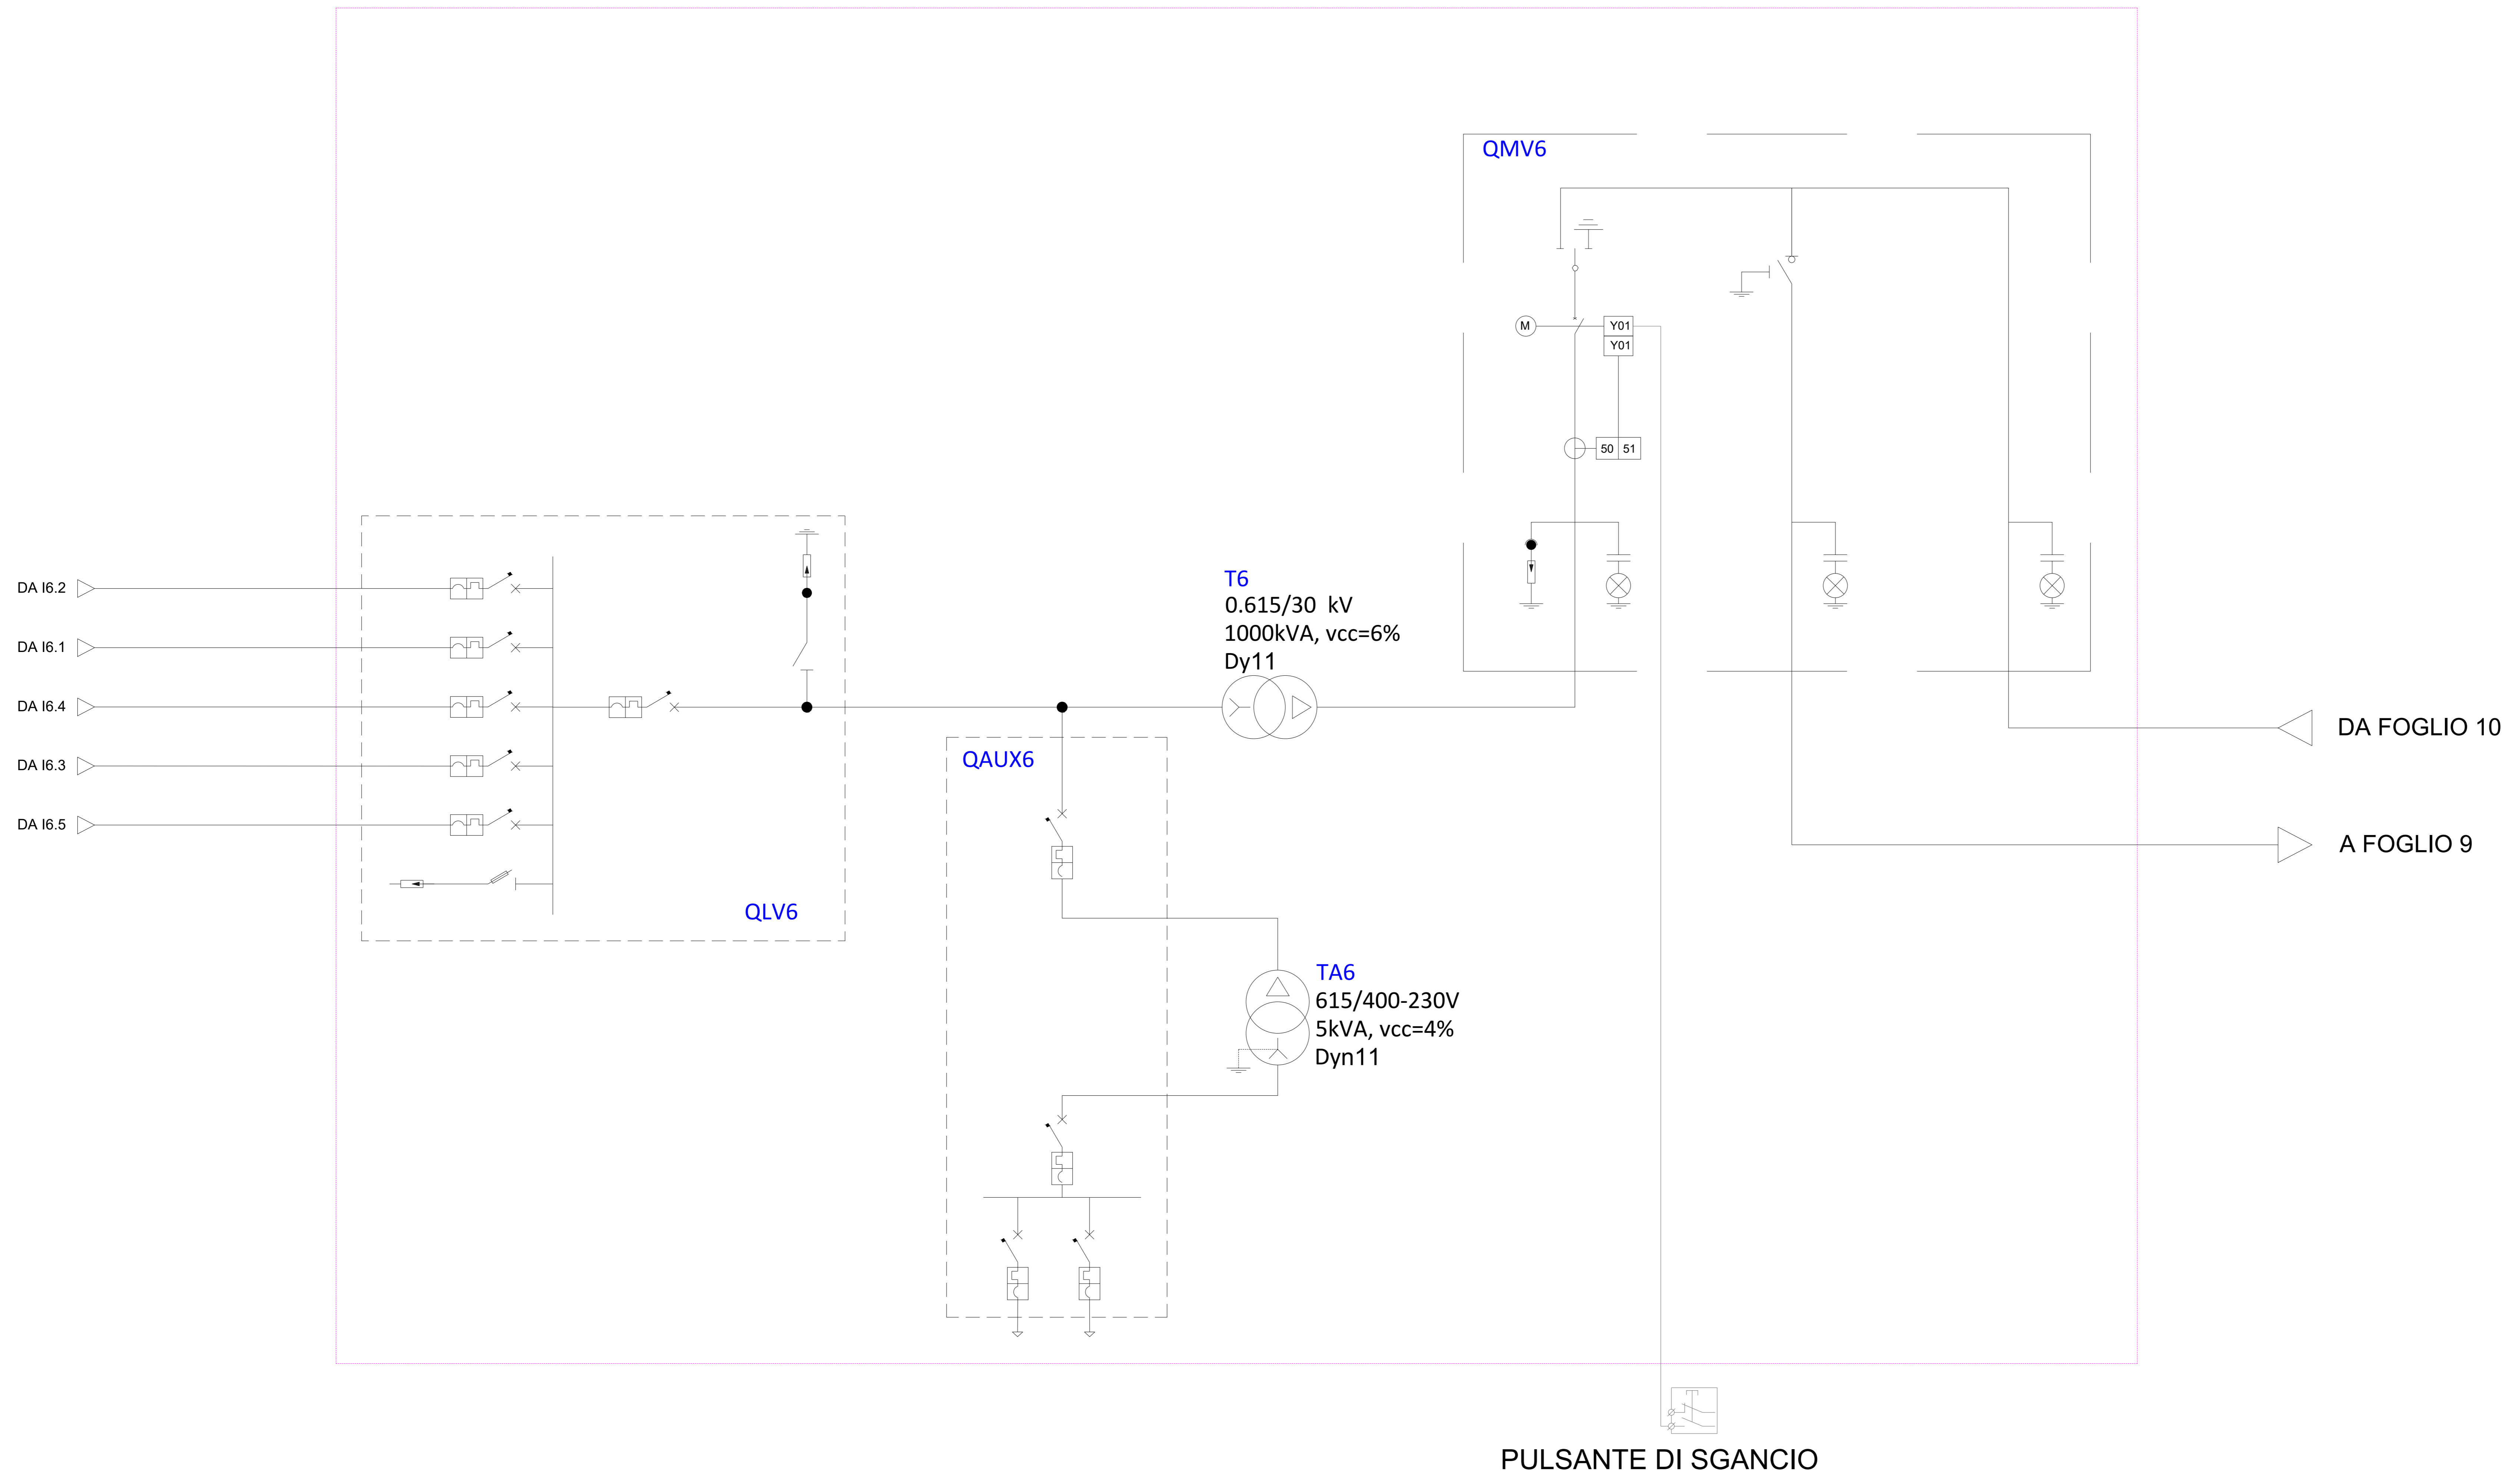 QMV6
M
Y01
Y01
50 51
DA I6.2
DA I6.1
DA I6.4
DA I6.3
DA I6.5
QLV6
T6
0.615/30 kV
1000kVA, vcc=6%
Dy11
QAUX6
TA6
615/400-230V
5kVA, vcc=4%
Dyn11
DA FOGLIO 10
A FOGLIO 9
PULSANTE DI SGANCIO